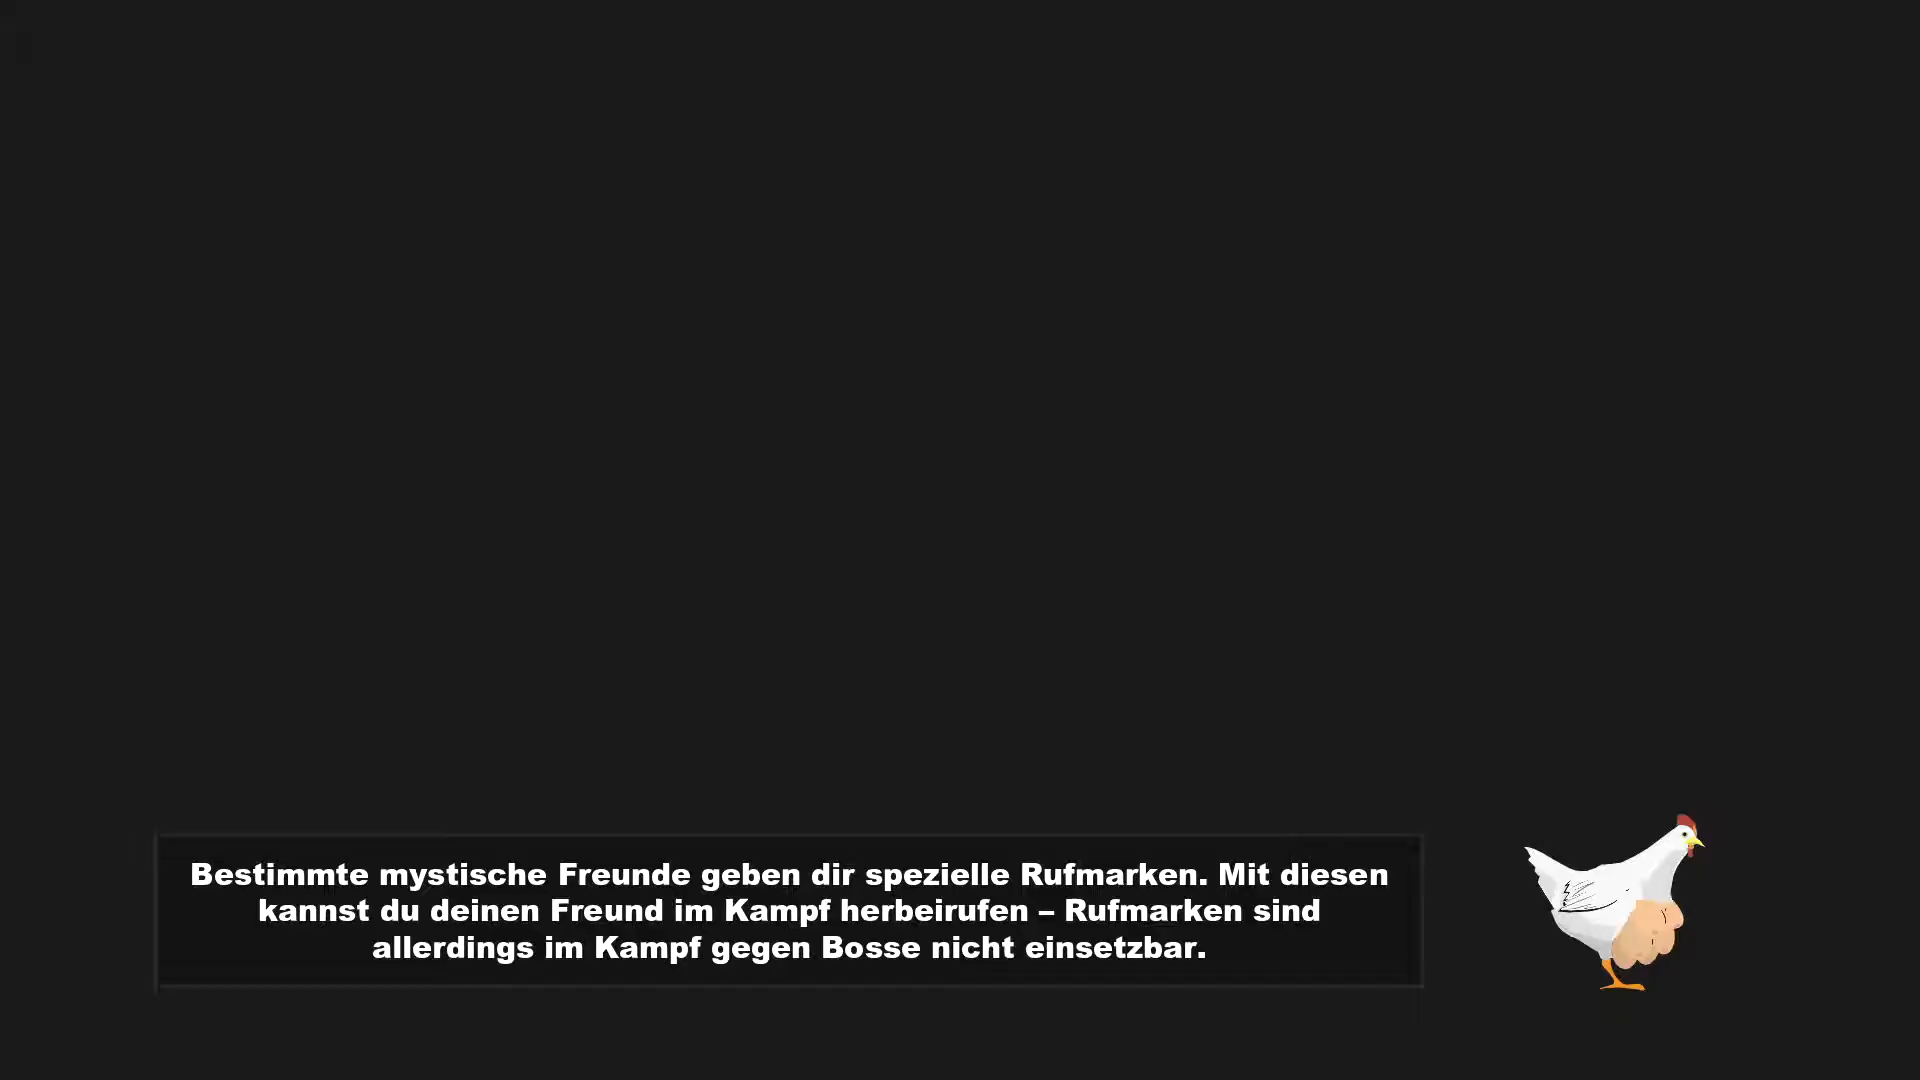 Bestimmte mystische Freunde geben dir spezielle Rufmarken. Mit diesen
kannst du deinen Freund im Kampf herbeirufen – Rufmarken sind
allerdings im Kampf gegen Bosse nicht einsetzbar.